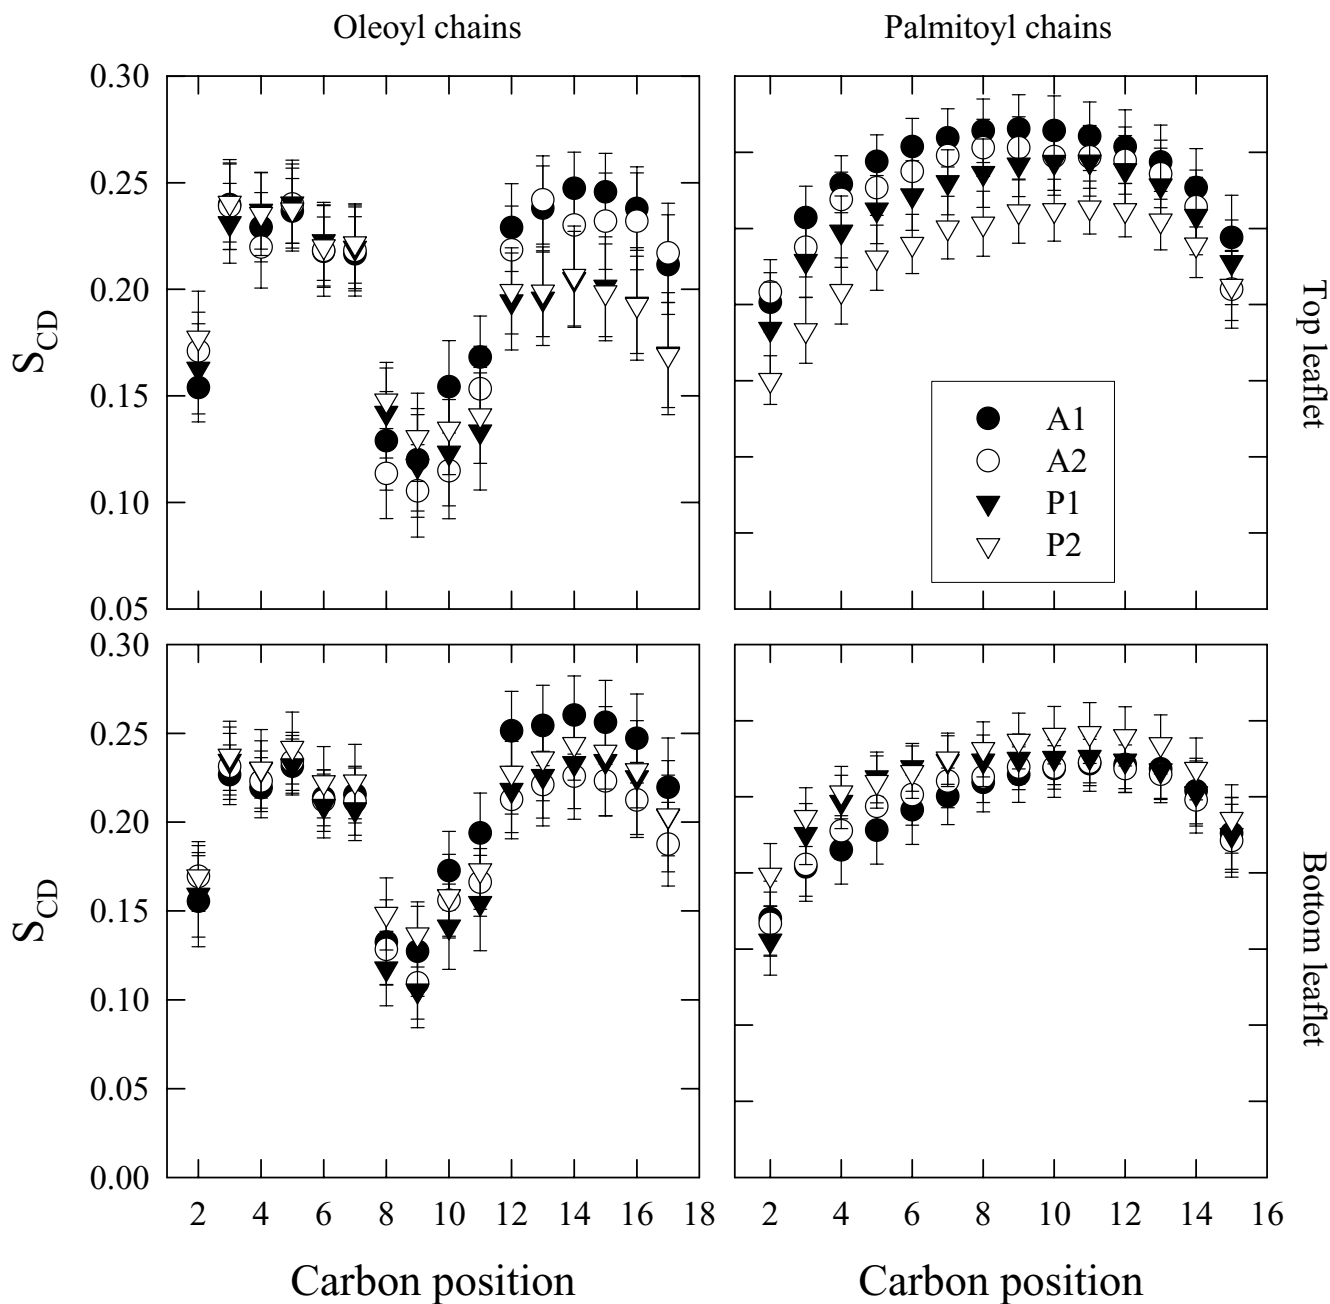 Oleoyl chains
Palmitoyl chains
0.30
0.25
0.20
0.15
0.10
0.05
S_CD
Top leaflet
A1
A2
P1
P2
0.30
0.25
0.20
0.15
0.10
0.05
0.00
S_CD
Bottom leaflet
2 4 6 8 10 12 14 16 18
2 4 6 8 10 12 14 16
Carbon position
Carbon position